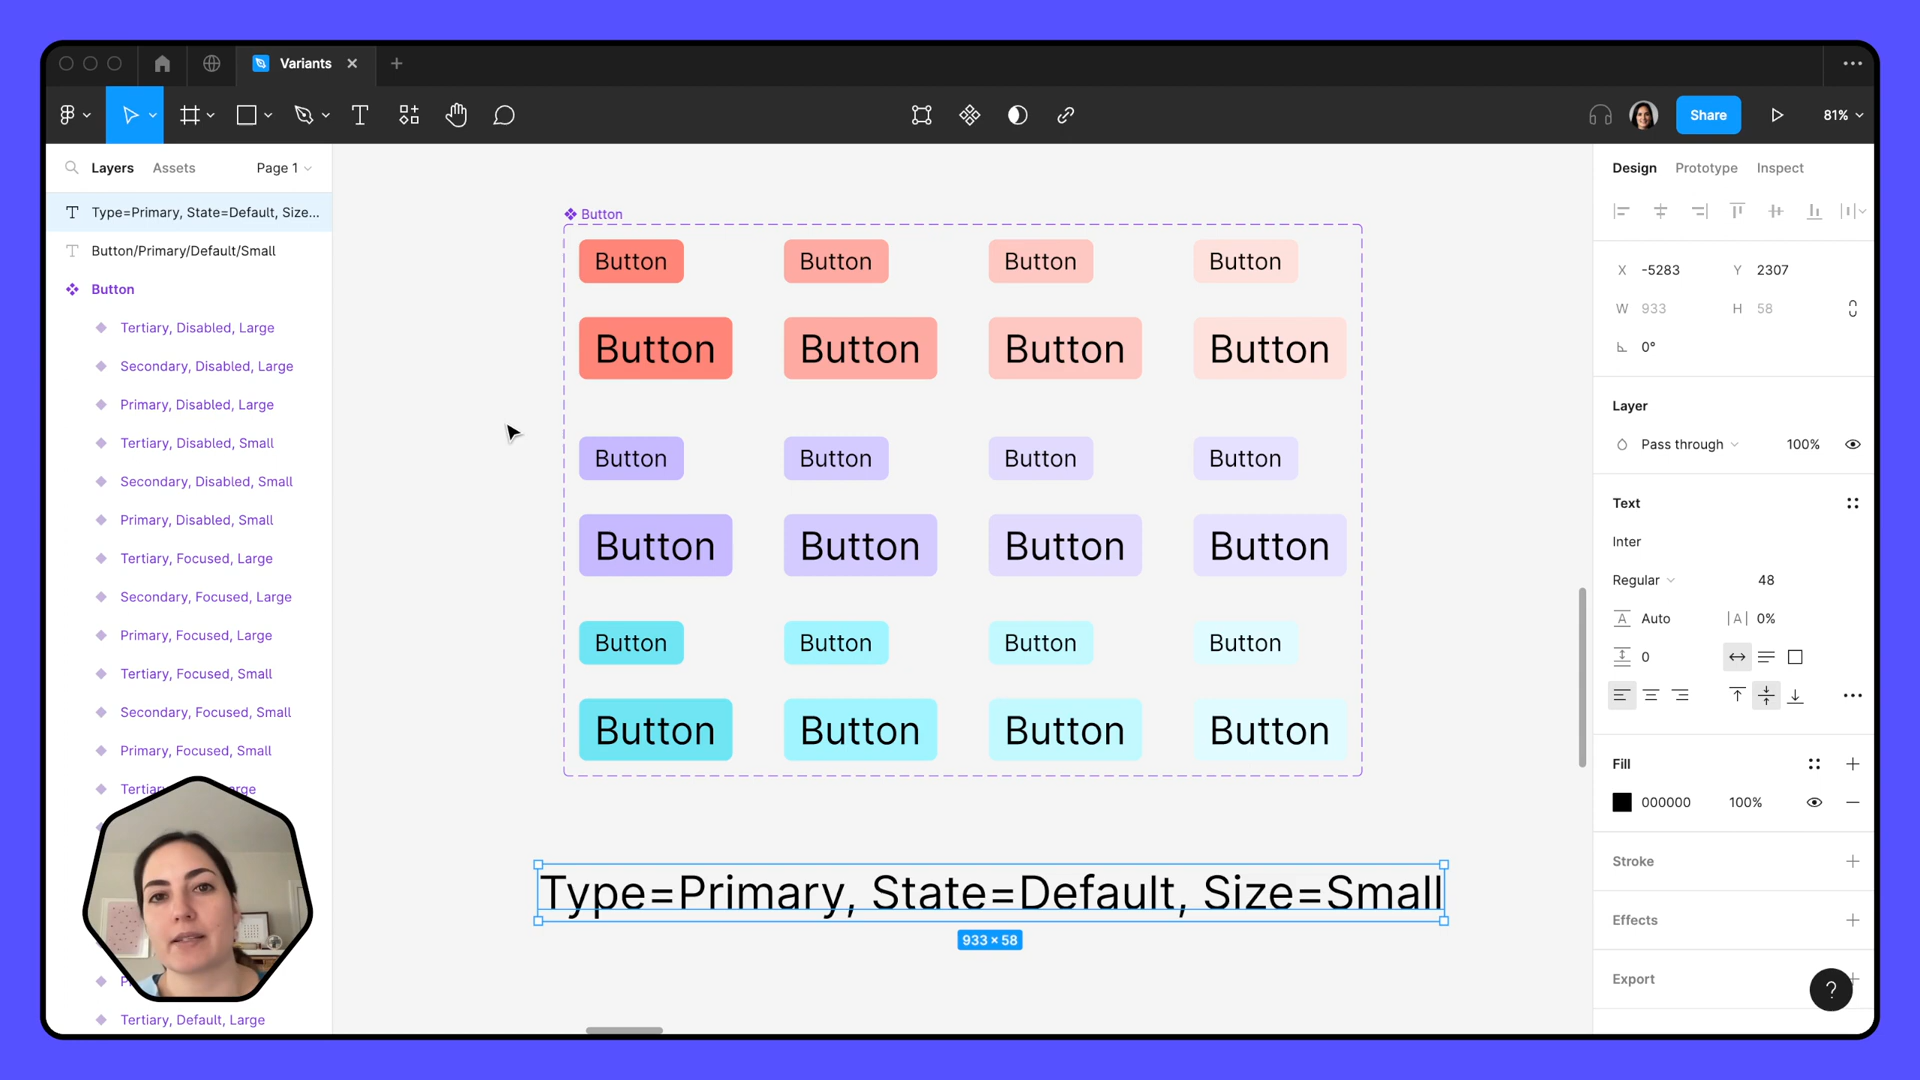 Variants
Share
81%
Layers
Assets
Page 1
Type=Primary, State=Default, Size...
Button/Primary/Default/Small
Button
Tertiary, Disabled, Large
Secondary, Disabled, Large
Primary, Disabled, Large
Tertiary, Disabled, Small
Secondary, Disabled, Small
Primary, Disabled, Small
Tertiary, Focused, Large
Secondary, Focused, Large
Primary, Focused, Large
Tertiary, Focused, Small
Secondary, Focused, Small
Primary, Focused, Small
Tertiary, Default, Large
Button
Button Button Button Button
Button Button Button Button
Button Button Button Button
Button Button Button Button
Button Button Button Button
Button Button Button Button
Type=Primary, State=Default, Size=Small
933 × 58
Design Prototype Inspect
X -5283 Y 2307
W 933 H 58
0°
Layer
Pass through 100%
Text
Inter
Regular 48
Auto |A| 0%
0
Fill
000000 100%
Stroke
Effects
Export
?